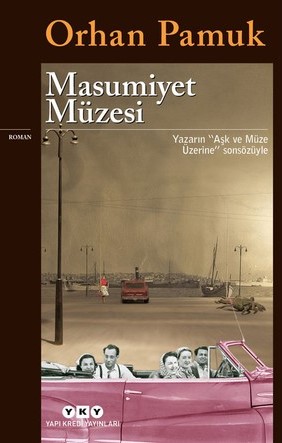 Orhan Pamuk
Masumiyet
Müzesi
ROMAN
Yazarın "Aşk ve Müze
Üzerine" sonsözüyle
YKY
YAPI KREDİ YAYINLARI